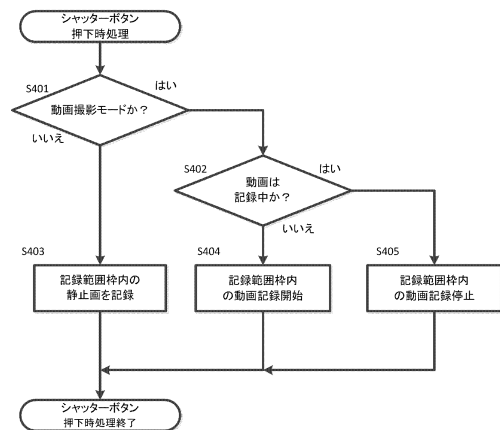 シャッターボタン
押下時処理
S401
はい
動画撮影モードか？
いいえ
S402
はい
動画は
記録中か？
いいえ
S403
S404
S405
記録範囲枠内の
静止画を記録
記録範囲枠内
の動画記録開始
記録範囲枠内
の動画記録停止
シャッターボタン
押下時処理終了